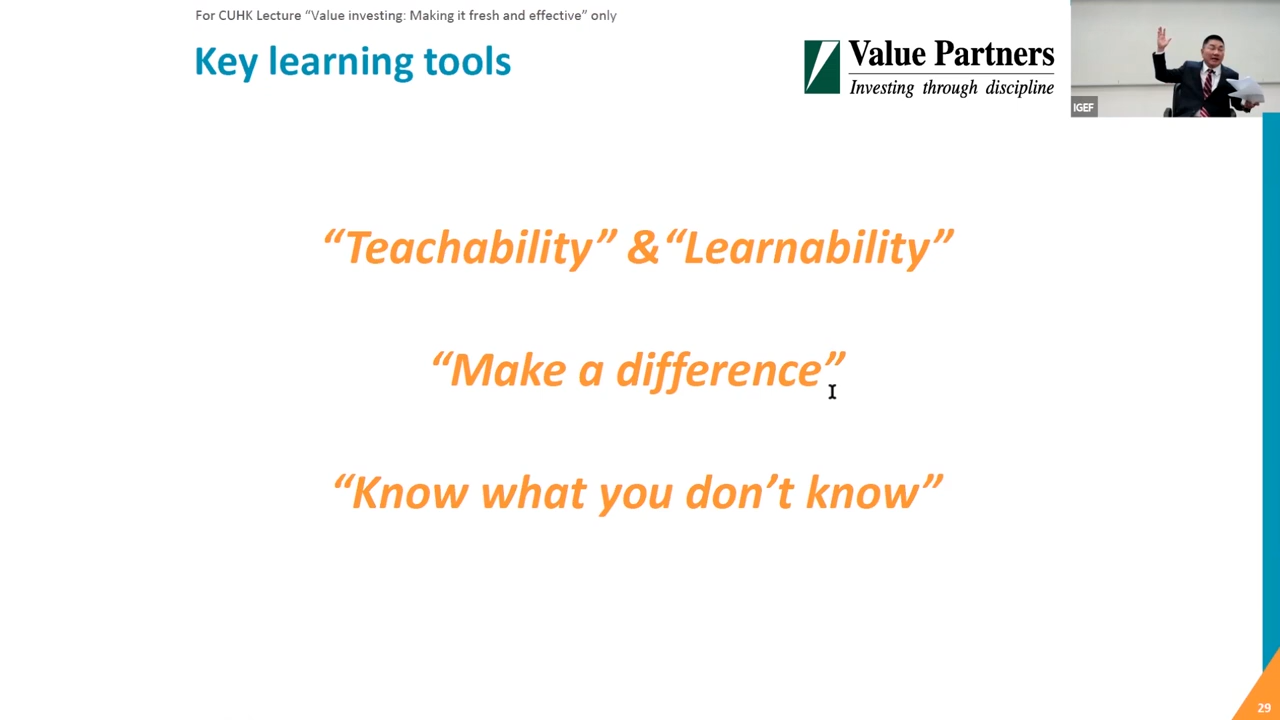 For CUHK Lecture “Value investing: Making it fresh and effective” only
Key learning tools
Value Partners
Investing through discipline
IGEF
“Teachability” &“Learnability”
“Make a difference”
“Know what you don’t know”
29